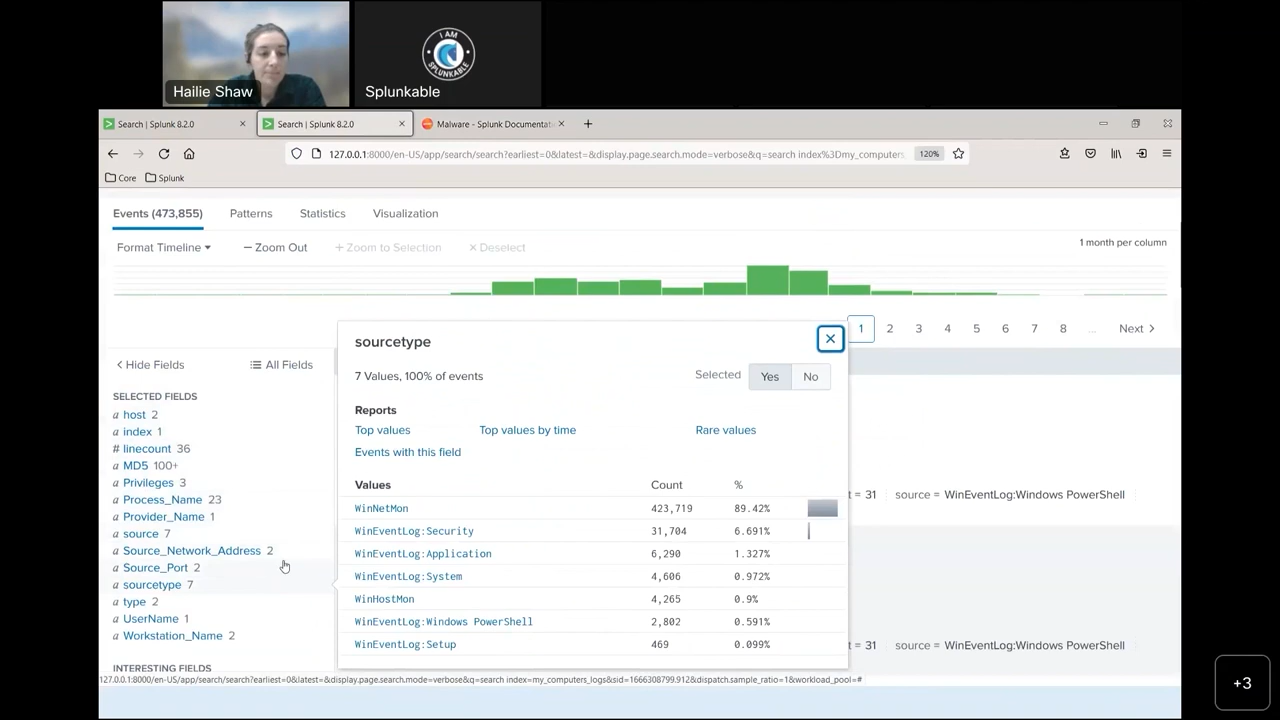 Hailie Shaw
I AM
SPLUNKABLE
Splunkable
Search | Splunk 8.2.0
Search | Splunk 8.2.0
Malware - Splunk Documentat
127.0.0.1:8000/en-US/app/search/search?earliest=0&latest=&display.page.search.mode=verbose&q=search index%3Dmy_computers_
120%
Core
Splunk
Events (473,855)
Patterns
Statistics
Visualization
Format Timeline
Zoom Out
+ Zoom to Selection
× Deselect
1 month per column
1
2
3
4
5
6
7
8
...
Next
Hide Fields
All Fields
SELECTED FIELDS
a host 2
a index 1
# linecount 36
a MD5 100+
a Privileges 3
a Process_Name 23
a Provider_Name 1
a source 7
a Source_Network_Address 2
a Source_Port 2
a sourcetype 7
a type 2
a UserName 1
a Workstation_Name 2
INTERESTING FIELDS
sourcetype
7 Values, 100% of events
Selected
Yes
No
Reports
Top values
Top values by time
Rare values
Events with this field
Values Count %
WinNetMon 423,719 89.42%
WinEventLog:Security 31,704 6.691%
WinEventLog:Application 6,290 1.327%
WinEventLog:System 4,606 0.972%
WinHostMon 4,265 0.9%
WinEventLog:Windows PowerShell 2,802 0.591%
WinEventLog:Setup 469 0.099%
t = 31 source = WinEventLog:Windows PowerShell
t = 31 source = WinEventLog:Windows PowerShell
127.0.0.1:8000/en-US/app/search/search?earliest=0&latest=&display.page.search.mode=verbose&q=search index=my_computers_logs&sid=1666308799.912&dispatch.sample_ratio=1&workload_pool=#
+3